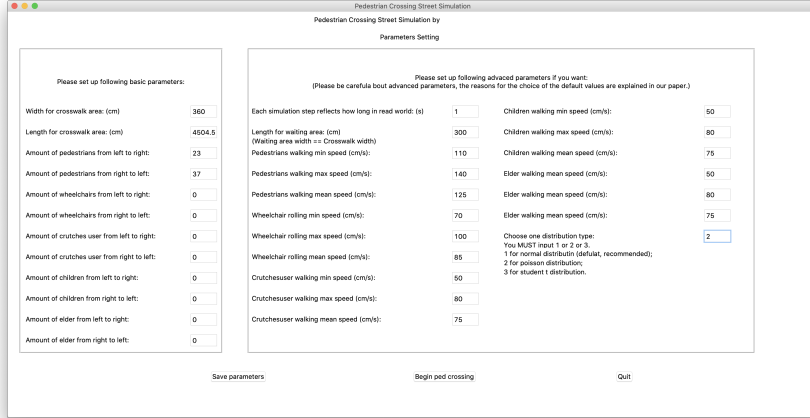 Pedestrian Crossing Street Simulation
Pedestrian Crossing Street Simulation by
Parameters Setting
Please set up following basic parameters:
Width for crosswalk area: (cm) 360
Length for crosswalk area: (cm) 4504.5
Amount of pedestrians from left to right: 23
Amount of pedestrians from right to left: 37
Amount of wheelchairs from left to right: 0
Amount of wheelchairs from right to left: 0
Amount of crutches user from left to right: 0
Amount of crutches user from right to left: 0
Amount of children from left to right: 0
Amount of children from right to left: 0
Amount of elder from left to right: 0
Amount of elder from right to left: 0
Please set up following advaced parameters if you want:
(Please be carefula bout advanced parameters, the reasons for the choice of the default values are explained in our paper.)
Each simulation step reflects how long in read world: (s) 1
Length for waiting area: (cm) 300
(Waiting area width == Crosswalk width)
Pedestrians walking min speed (cm/s): 110
Pedestrians walking max speed (cm/s): 140
Pedestrians walking mean speed (cm/s): 125
Wheelchair rolling min speed (cm/s): 70
Wheelchair rolling max speed (cm/s): 100
Wheelchair rolling mean speed (cm/s): 85
Crutchesuser walking min speed (cm/s): 50
Crutchesuser walking max speed (cm/s): 80
Crutchesuser walking mean speed (cm/s): 75
Children walking min speed (cm/s): 50
Children walking max speed (cm/s): 80
Children walking mean speed (cm/s): 75
Elder walking mean speed (cm/s): 50
Elder walking mean speed (cm/s): 80
Elder walking mean speed (cm/s): 75
Choose one distribution type: 2
You MUST input 1 or 2 or 3.
1 for normal distributin (defulat, recommended);
2 for poisson distribution;
3 for student t distribution.
Save parameters
Begin ped crossing
Quit